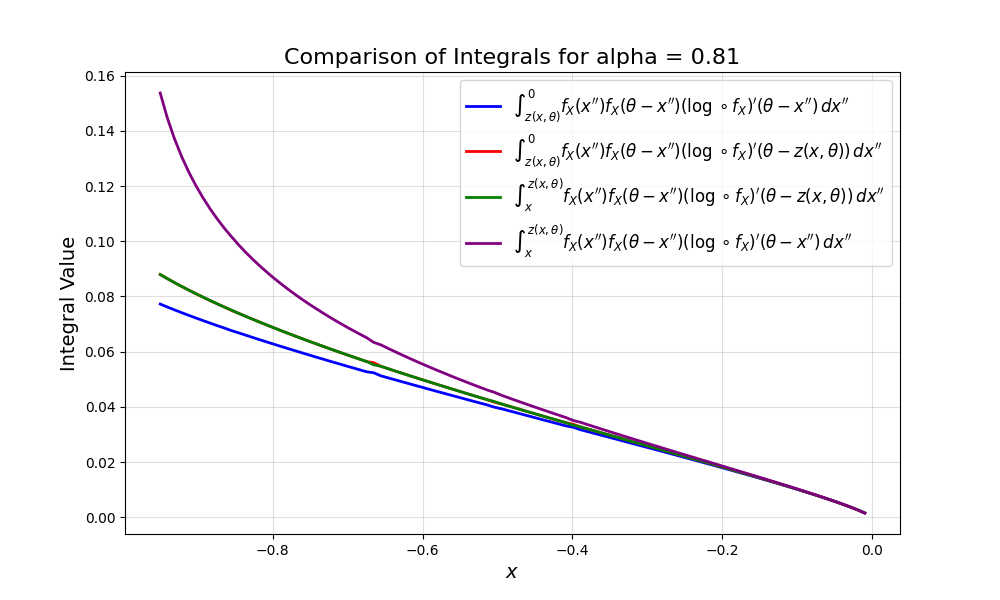 Comparison of Integrals for alpha = 0.81
0.16
0.14
0.12
0.10
0.08
0.06
0.04
0.02
0.00
Integral Value
∫_{z(x,θ)}^{0} f_X(x″)f_X(θ − x″)(log ∘ f_X)′(θ − x″) dx″
∫_{z(x,θ)}^{0} f_X(x″)f_X(θ − x″)(log ∘ f_X)′(θ − z(x, θ)) dx″
∫_{x}^{z(x,θ)} f_X(x″)f_X(θ − x″)(log ∘ f_X)′(θ − z(x, θ)) dx″
∫_{x}^{z(x,θ)} f_X(x″)f_X(θ − x″)(log ∘ f_X)′(θ − x″) dx″
−0.8 −0.6 −0.4 −0.2 0.0
x